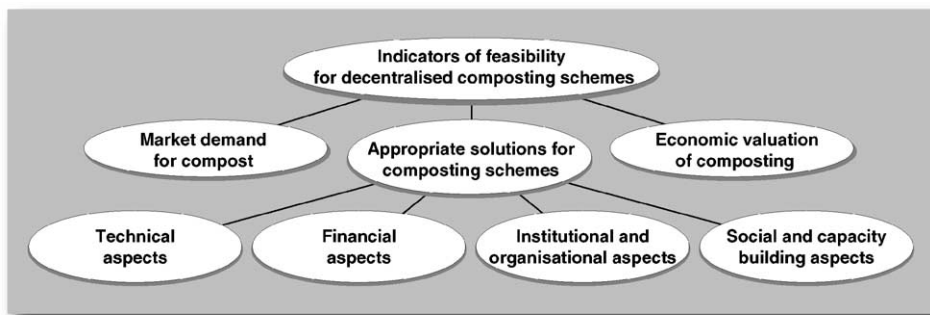 Indicators of feasibility
for decentralised composting schemes
Market demand
for compost
Appropriate solutions for
composting schemes
Economic valuation
of composting
Technical
aspects
Financial
aspects
Institutional and
organisational aspects
Social and capacity
building aspects